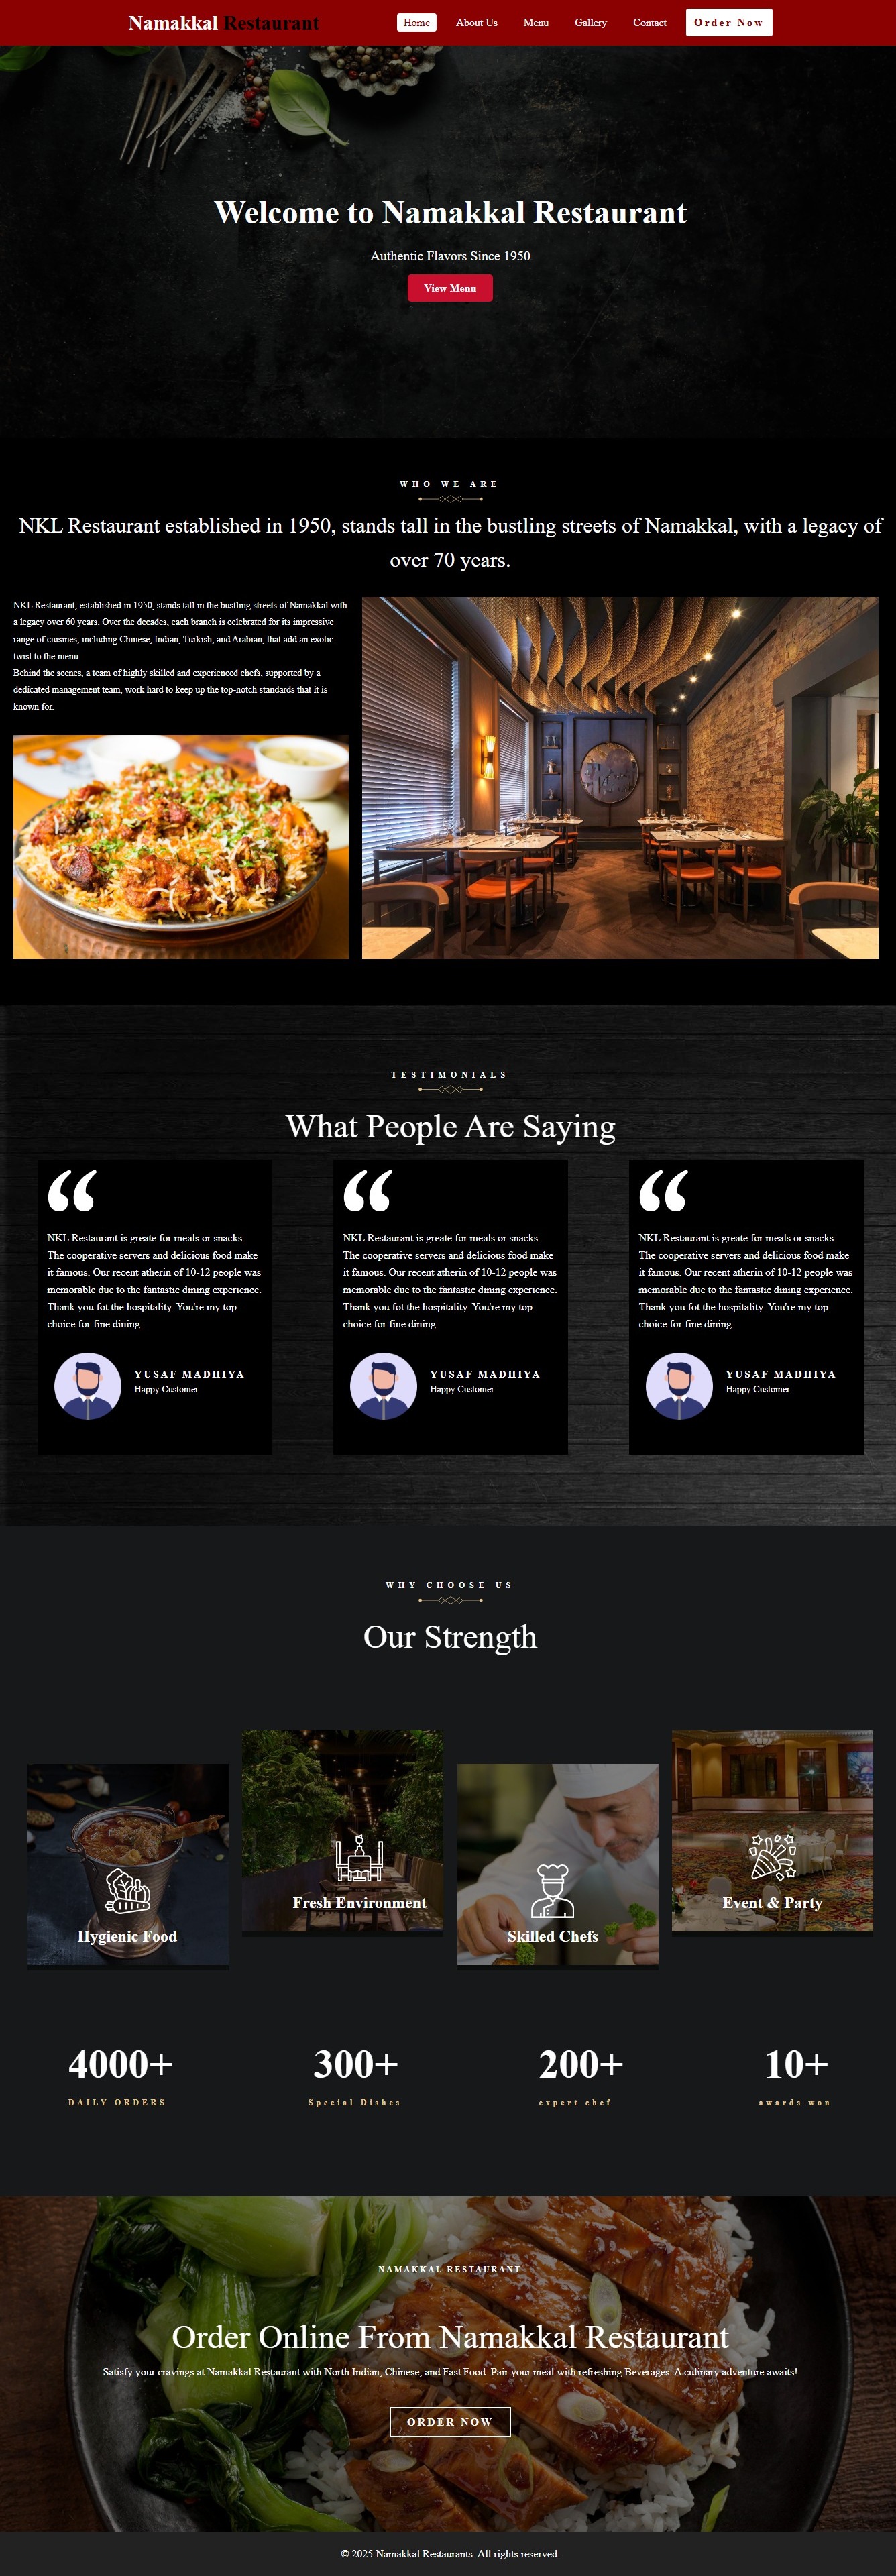 Namakkal Restaurant
Home
About Us
Menu
Gallery
Contact
Order Now
Welcome to Namakkal Restaurant
Authentic Flavors Since 1950
View Menu
WHO WE ARE
NKL Restaurant established in 1950, stands tall in the bustling streets of Namakkal, with a legacy of
over 70 years.
NKL Restaurant, established in 1950, stands tall in the bustling streets of Namakkal with
a legacy over 60 years. Over the decades, each branch is celebrated for its impressive
range of cuisines, including Chinese, Indian, Turkish, and Arabian, that add an exotic
twist to the menu.
Behind the scenes, a team of highly skilled and experienced chefs, supported by a
dedicated management team, work hard to keep up the top-notch standards that it is
known for.
TESTIMONIALS
What People Are Saying
NKL Restaurant is greate for meals or snacks.
The cooperative servers and delicious food make
it famous. Our recent atherin of 10-12 people was
memorable due to the fantastic dining experience.
Thank you fot the hospitality. You're my top
choice for fine dining
YUSAF MADHIYA
Happy Customer
NKL Restaurant is greate for meals or snacks.
The cooperative servers and delicious food make
it famous. Our recent atherin of 10-12 people was
memorable due to the fantastic dining experience.
Thank you fot the hospitality. You're my top
choice for fine dining
YUSAF MADHIYA
Happy Customer
NKL Restaurant is greate for meals or snacks.
The cooperative servers and delicious food make
it famous. Our recent atherin of 10-12 people was
memorable due to the fantastic dining experience.
Thank you fot the hospitality. You're my top
choice for fine dining
YUSAF MADHIYA
Happy Customer
WHY CHOOSE US
Our Strength
Hygienic Food
Fresh Environment
Skilled Chefs
Event & Party
4000+
DAILY ORDERS
300+
Special Dishes
200+
expert chef
10+
awards won
NAMAKKAL RESTAURANT
Order Online From Namakkal Restaurant
Satisfy your cravings at Namakkal Restaurant with North Indian, Chinese, and Fast Food. Pair your meal with refreshing Beverages. A culinary adventure awaits!
ORDER NOW
© 2025 Namakkal Restaurants. All rights reserved.